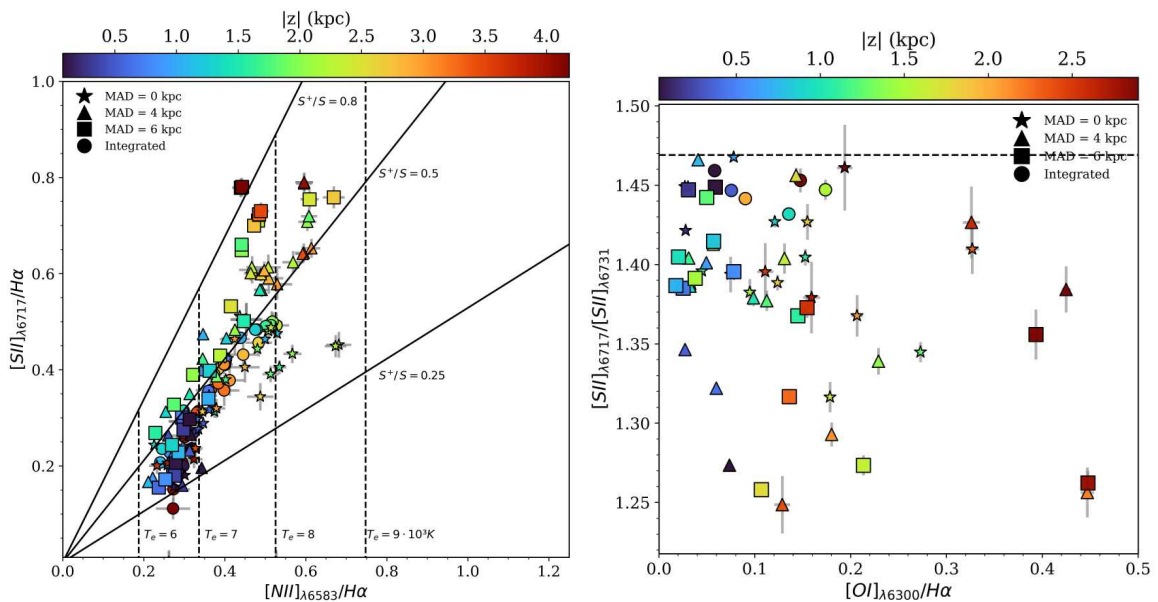 |z| (kpc)
0.5 1.0 1.5 2.0 2.5 3.0 3.5 4.0
1.0
0.8
0.6
0.4
0.2
[SII]λ6717/Hα
MAD = 0 kpc
MAD = 4 kpc
MAD = 6 kpc
Integrated
S⁺/S = 0.8
S⁺/S = 0.5
S⁺/S = 0.25
Tₑ = 6
Tₑ = 7
Tₑ = 8
Tₑ = 9 · 10³K
0.0 0.2 0.4 0.6 0.8 1.0 1.2
[NII]λ6583/Hα
|z| (kpc)
0.5 1.0 1.5 2.0 2.5
1.50
1.45
1.40
1.35
1.30
1.25
[SII]λ6717/[SII]λ6731
MAD = 0 kpc
MAD = 4 kpc
MAD = 6 kpc
Integrated
0.0 0.1 0.2 0.3 0.4 0.5
[OI]λ6300/Hα